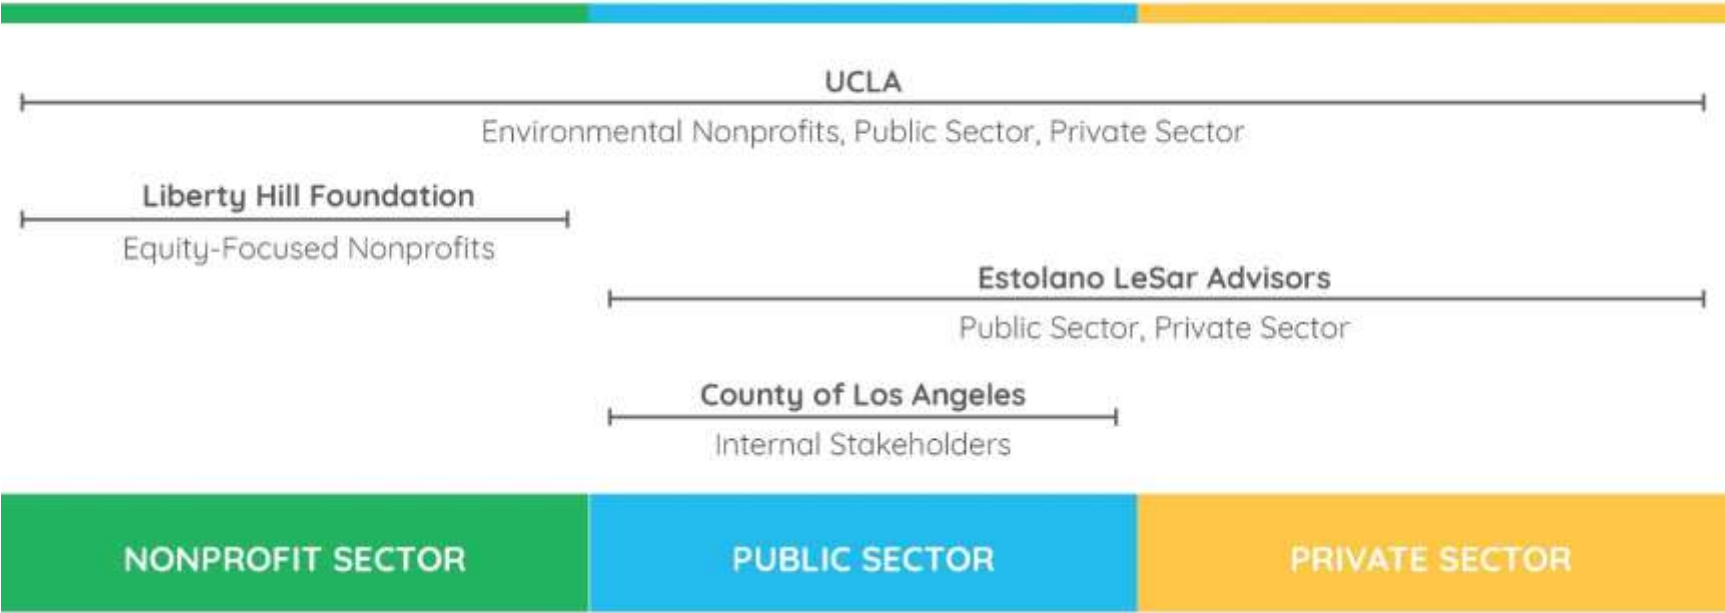 UCLA
Environmental Nonprofits, Public Sector, Private Sector
Liberty Hill Foundation
Equity-Focused Nonprofits
Estolano LeSar Advisors
Public Sector, Private Sector
County of Los Angeles
Internal Stakeholders
NONPROFIT SECTOR
PUBLIC SECTOR
PRIVATE SECTOR